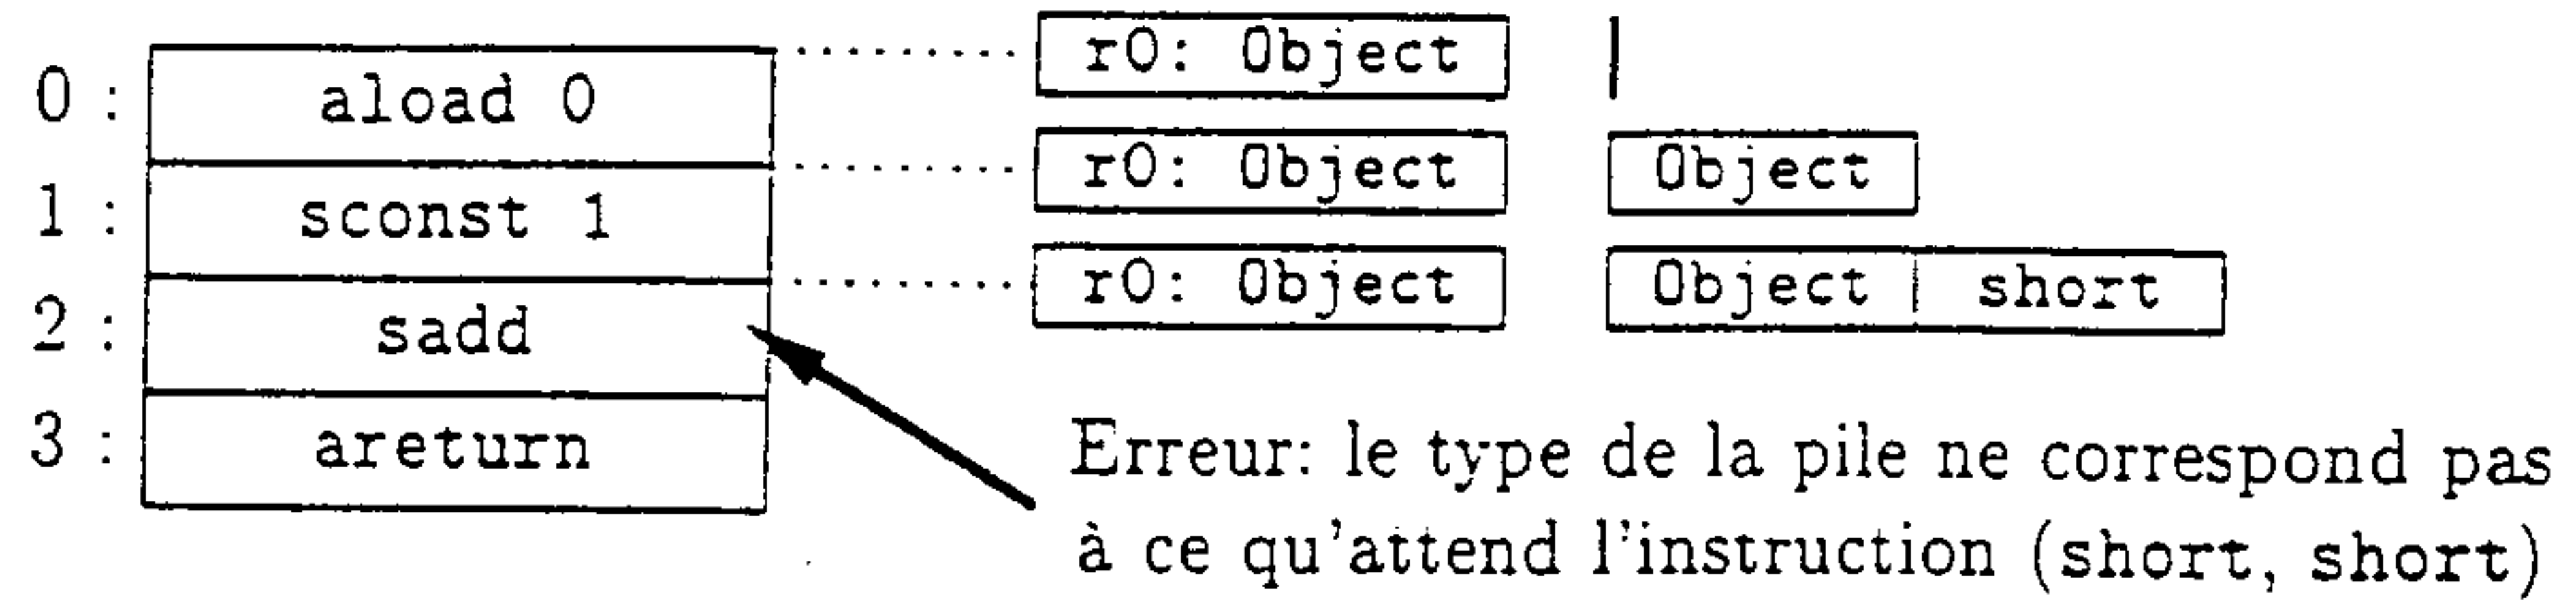 r0: Object
0 : aload 0
r0: Object Object
1 : sconst 1
r0: Object Object short
2 : sadd
3 : areturn
Erreur: le type de la pile ne correspond pas
à ce qu'attend l'instruction (short, short)